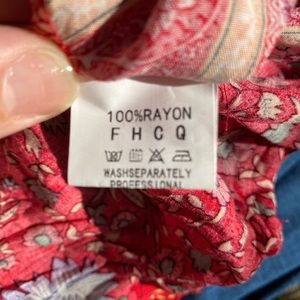 100%RAYON
F H C Q
WASHSEPARATELY
PROFESSIONAL